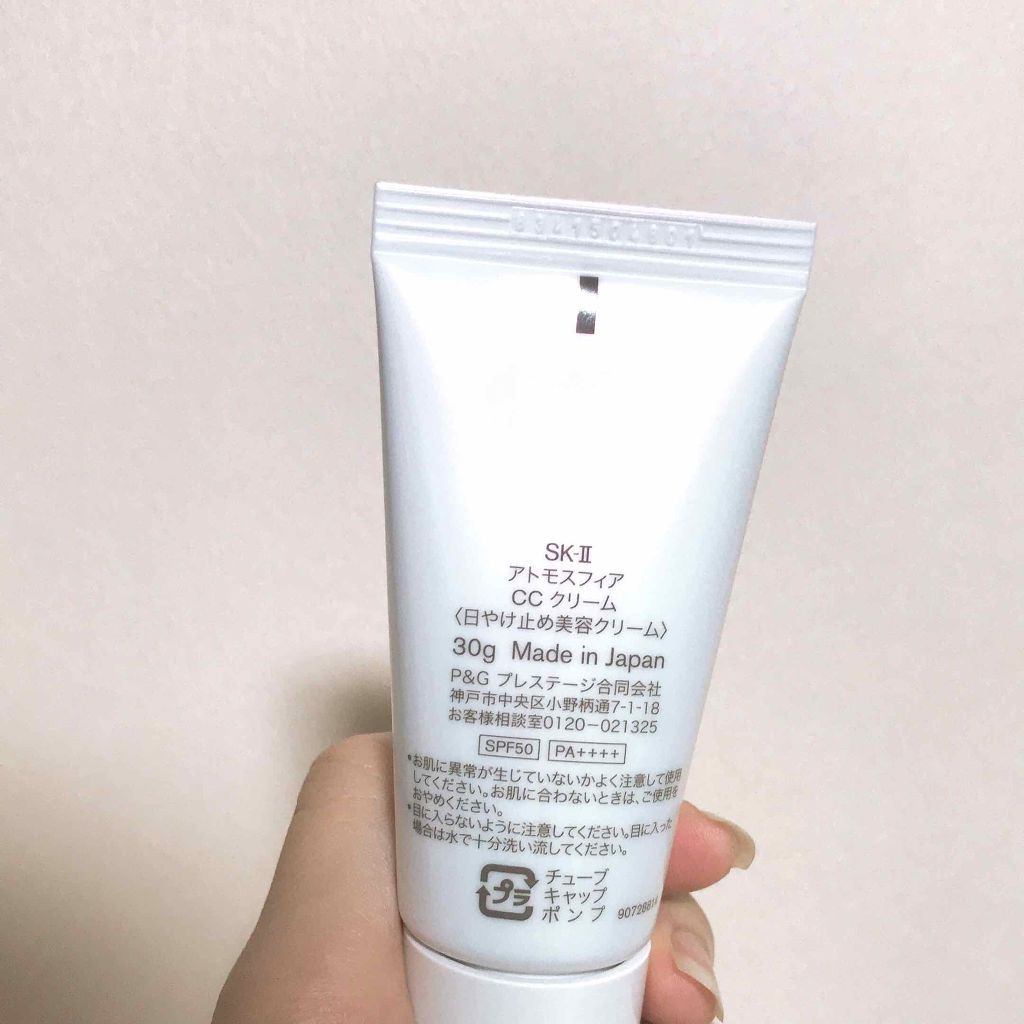 SK-Ⅱ
アトモスフィア
CC クリーム
〈日やけ止め美容クリーム〉
30g Made in Japan
P&G プレステージ合同会社
神戸市中央区小野柄通7-1-18
お客様相談室0120-021325
SPF50 PA++++
*お肌に異常が生じていないかよく注意して使用
してください。お肌に合わないときは、ご使用を
おやめください。
*目に入らないように注意してください。目に入った
場合は水で十分洗い流してください。
プラ
チューブ
キャップ
ポンプ